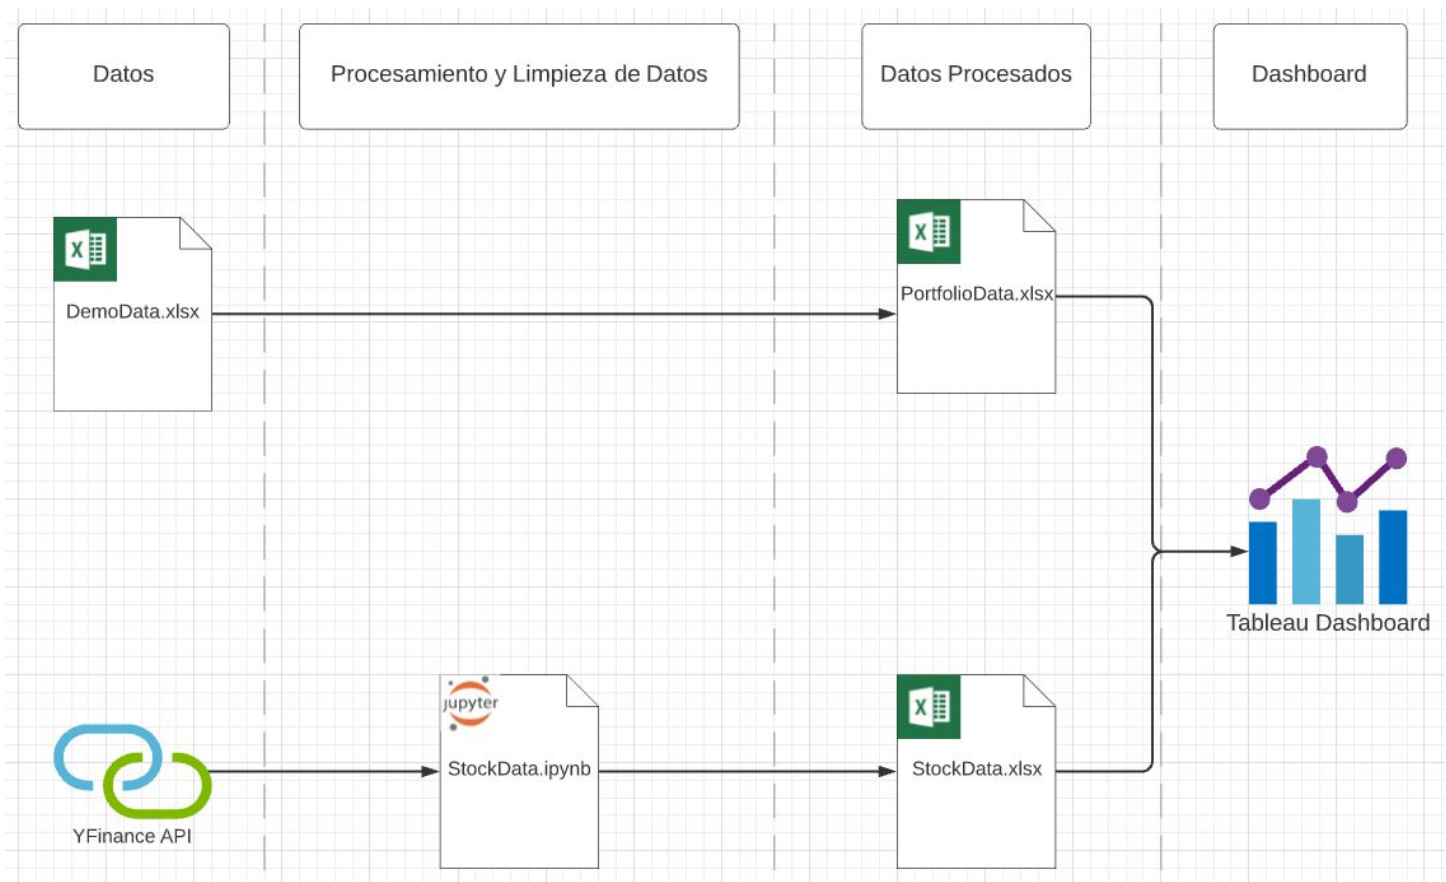 Datos
Procesamiento y Limpieza de Datos
Datos Procesados
Dashboard
X
DemoData.xlsx
X
PortfolioData.xlsx
Tableau Dashboard
YFinance API
jupyter
StockData.ipynb
X
StockData.xlsx